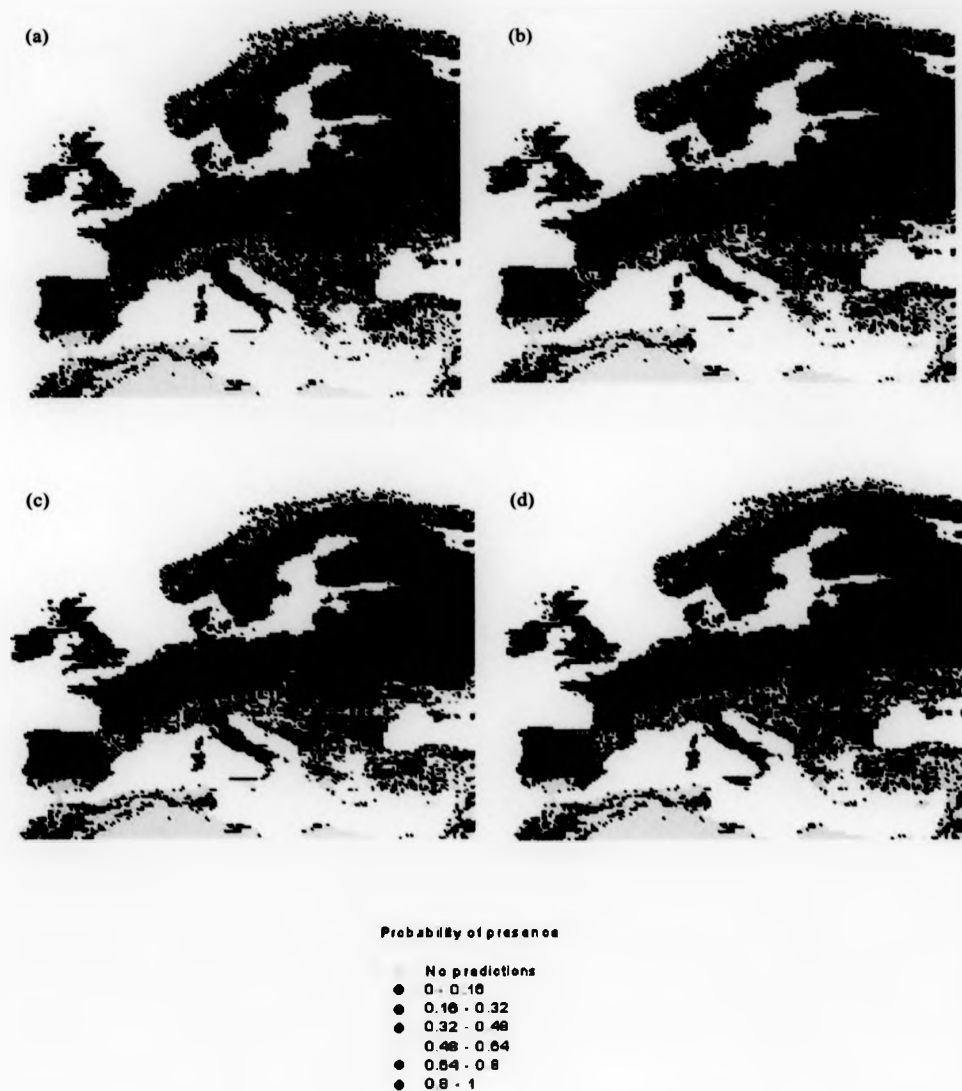 (a)
(b)
(c)
(d)
Probability of presence
No predictions
0 - 0.16
0.16 - 0.32
0.32 - 0.48
0.48 - 0.64
0.64 - 0.8
0.8 - 1